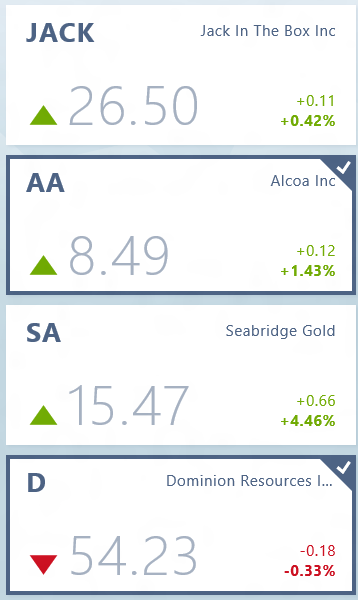 JACK Jack In The Box Inc
26.50 +0.11
+0.42%
AA Alcoa Inc
8.49 +0.12
+1.43%
SA Seabridge Gold
15.47 +0.66
+4.46%
D Dominion Resources I...
54.23 -0.18
-0.33%